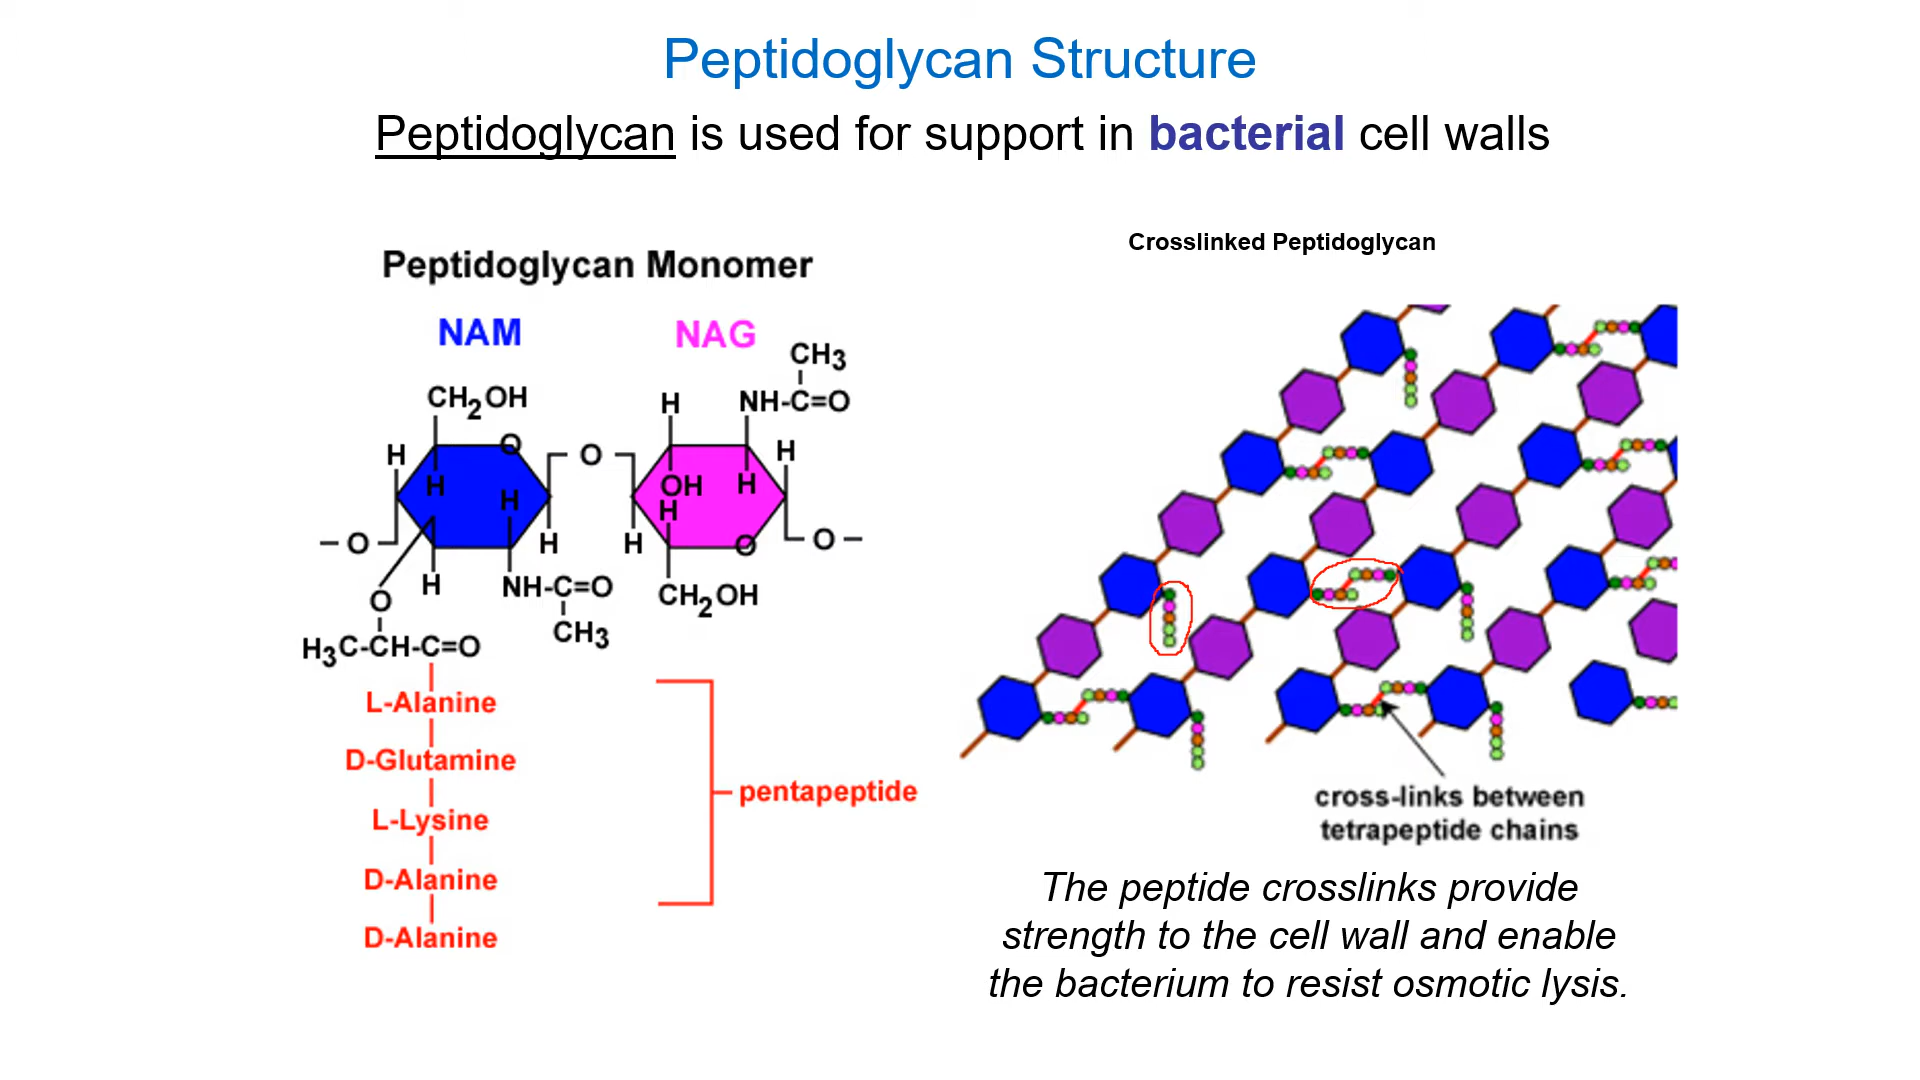 Peptidoglycan Structure
Peptidoglycan is used for support in bacterial cell walls
Peptidoglycan Monomer
NAM
NAG
CH3
CH2OH
H
NH-C=O
O
H
O
H
H
OH
H
H
H
H
–O
H
H
O
O–
H
NH-C=O
CH2OH
O
CH3
H3C-CH-C=O
L-Alanine
D-Glutamine
L-Lysine
D-Alanine
D-Alanine
pentapeptide
Crosslinked Peptidoglycan
cross-links between
tetrapeptide chains
The peptide crosslinks provide
strength to the cell wall and enable
the bacterium to resist osmotic lysis.